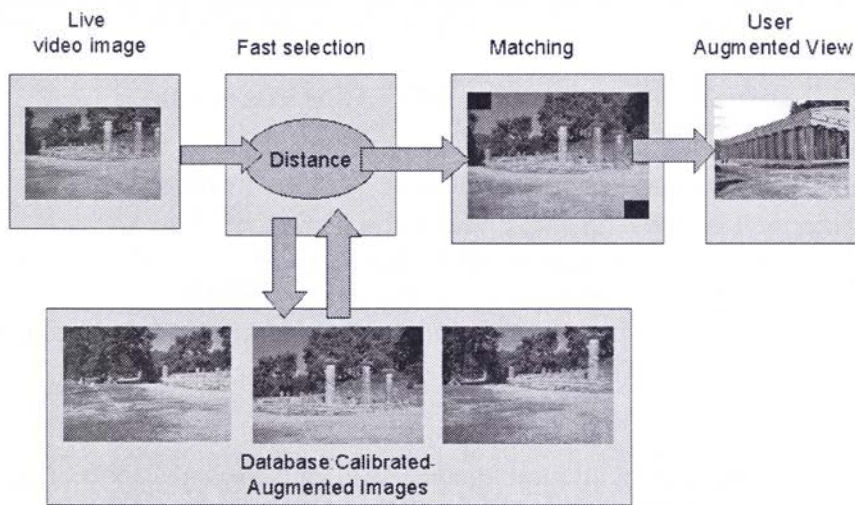 Live
video image
Fast selection
Matching
User
Augmented View
Distance
Database:Calibrated-
Augmented Images